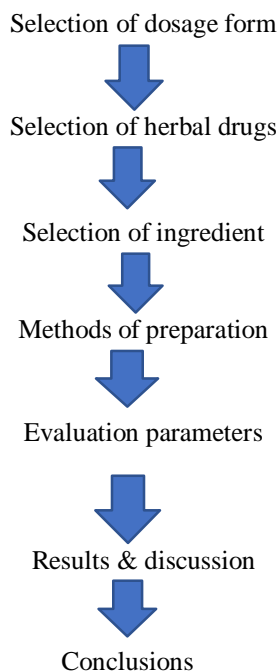 Selection of dosage form
Selection of herbal drugs
Selection of ingredient
Methods of preparation
Evaluation parameters
Results & discussion
Conclusions